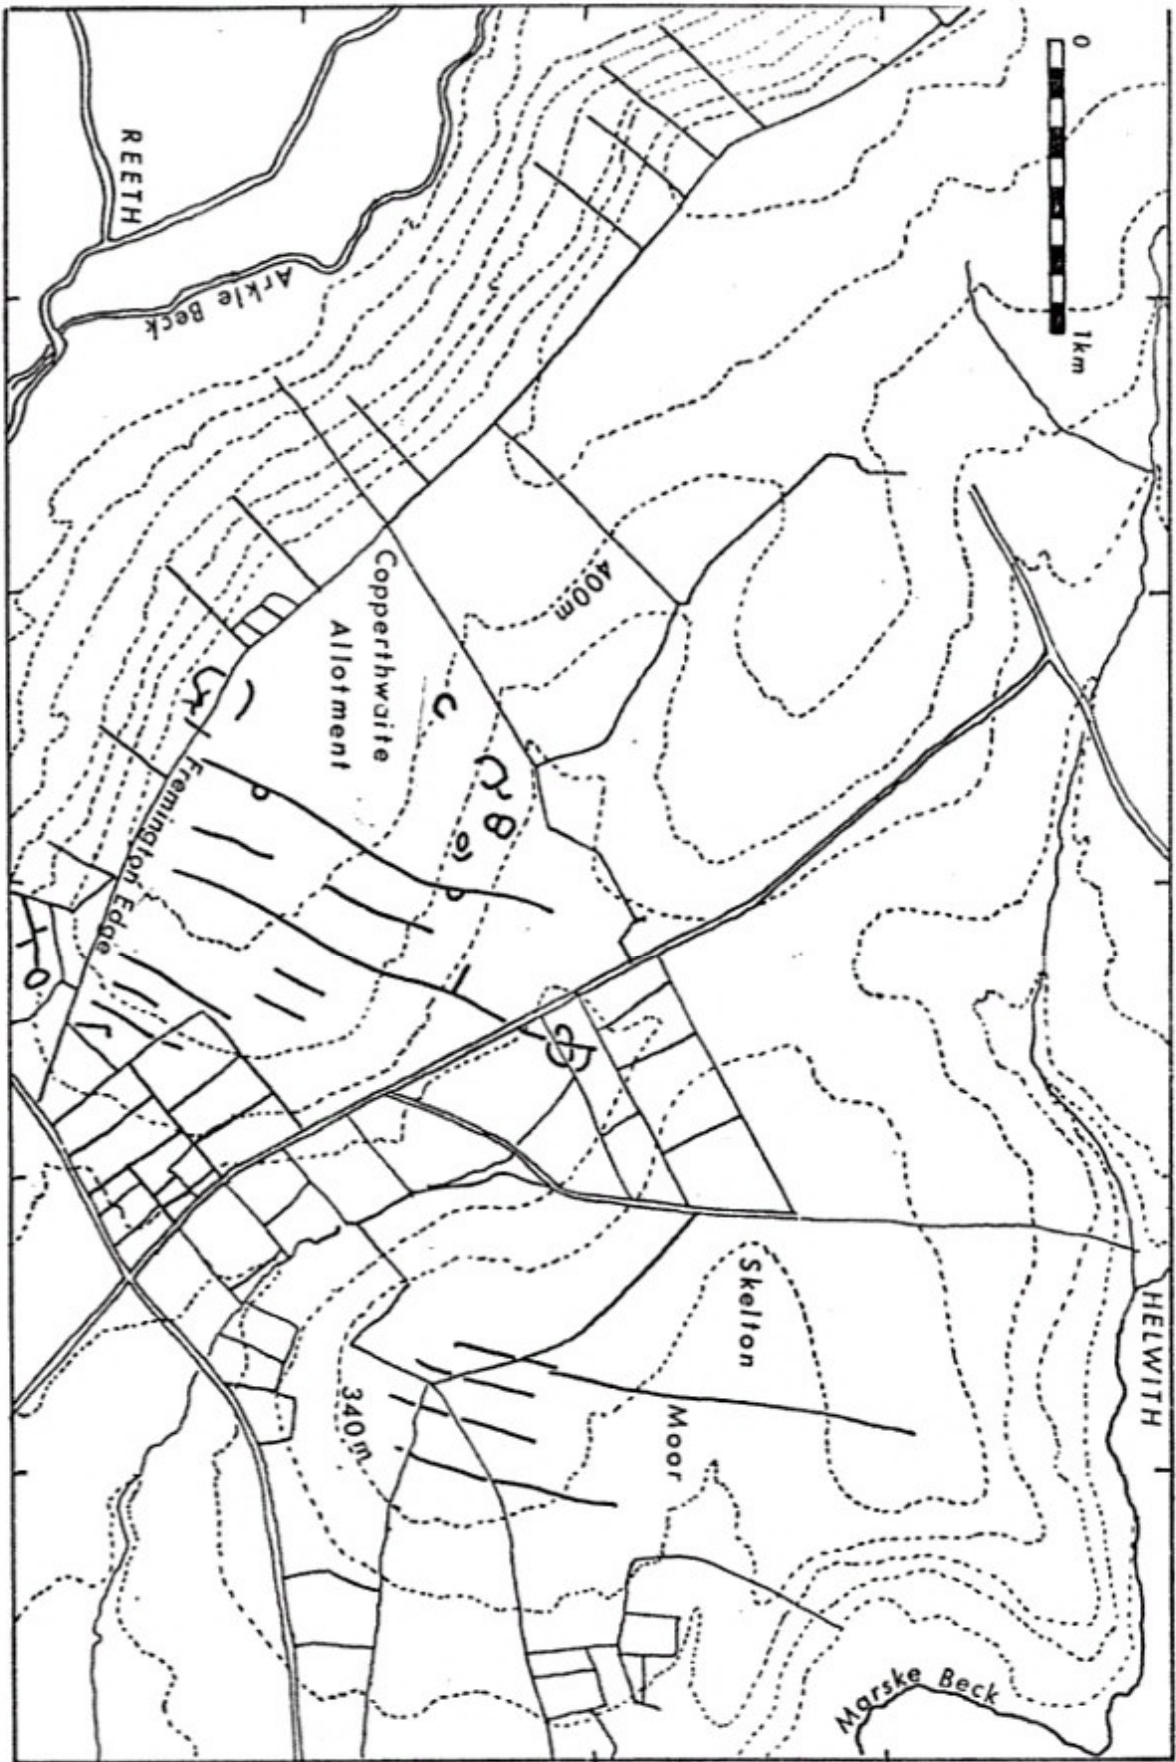 0
1km
REETH
Arkle Beck
400m
Copperthwaite
Allotment
Fremington Edge
HELWITH
Skelton
Moor
340m
Marske Beck